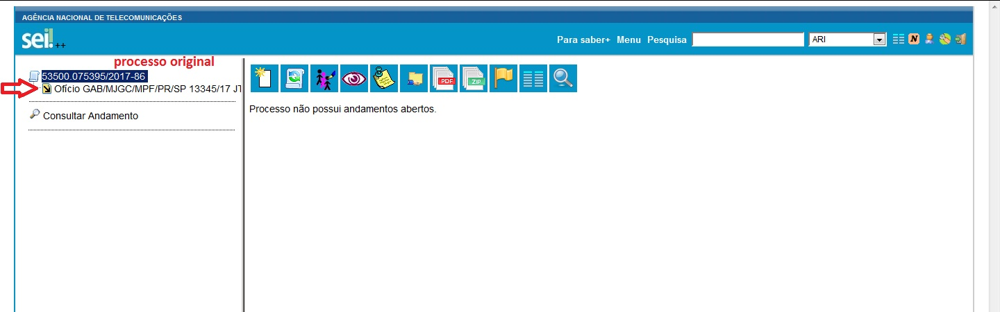 AGÊNCIA NACIONAL DE TELECOMUNICAÇÕES
sei! ++
Para saber+ Menu Pesquisa ARI N
processo original
53500.075395/2017-86
Ofício GAB/MJGC/MPF/PR/SP 13345/17 JT
PDF ZIP
Processo não possui andamentos abertos.
Consultar Andamento